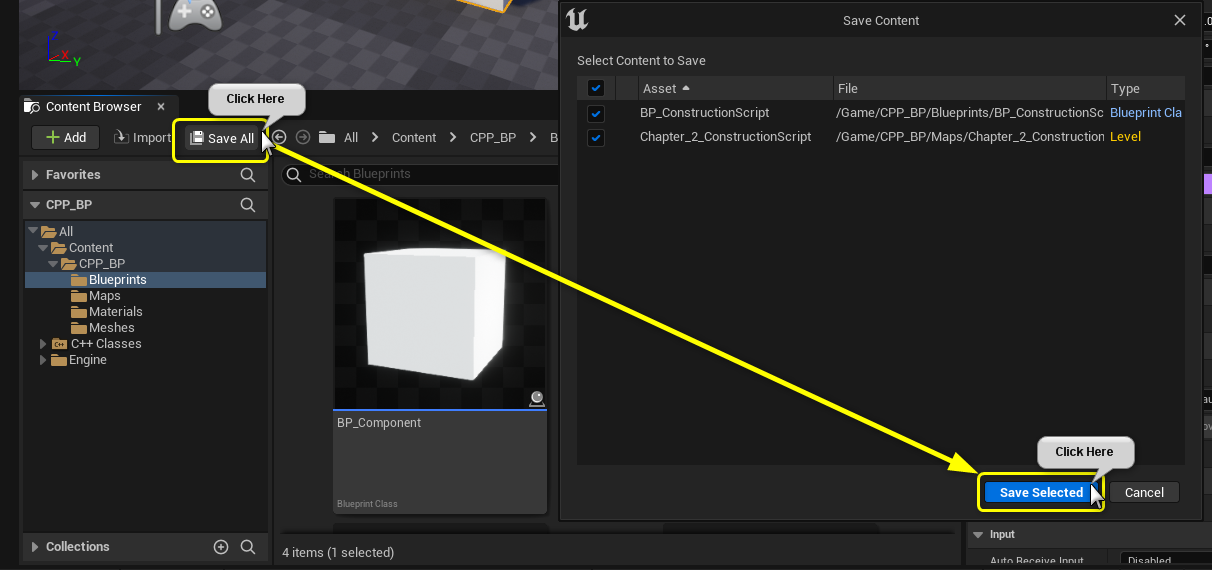 Save Content
Select Content to Save
Asset File Type
BP_ConstructionScript /Game/CPP_BP/Blueprints/BP_ConstructionSc Blueprint Cla
Chapter_2_ConstructionScript /Game/CPP_BP/Maps/Chapter_2_Construction Level
Click Here
Save Selected Cancel
X
Y
Content Browser
Click Here
Add Import Save All All Content CPP_BP B
Favorites
Search Blueprints
CPP_BP
All
Content
CPP_BP
Blueprints
Maps
Materials
Meshes
C++ Classes
Engine
BP_Component
Blueprint Class
Collections
4 items (1 selected)
Input
Auto Receive Input Disabled